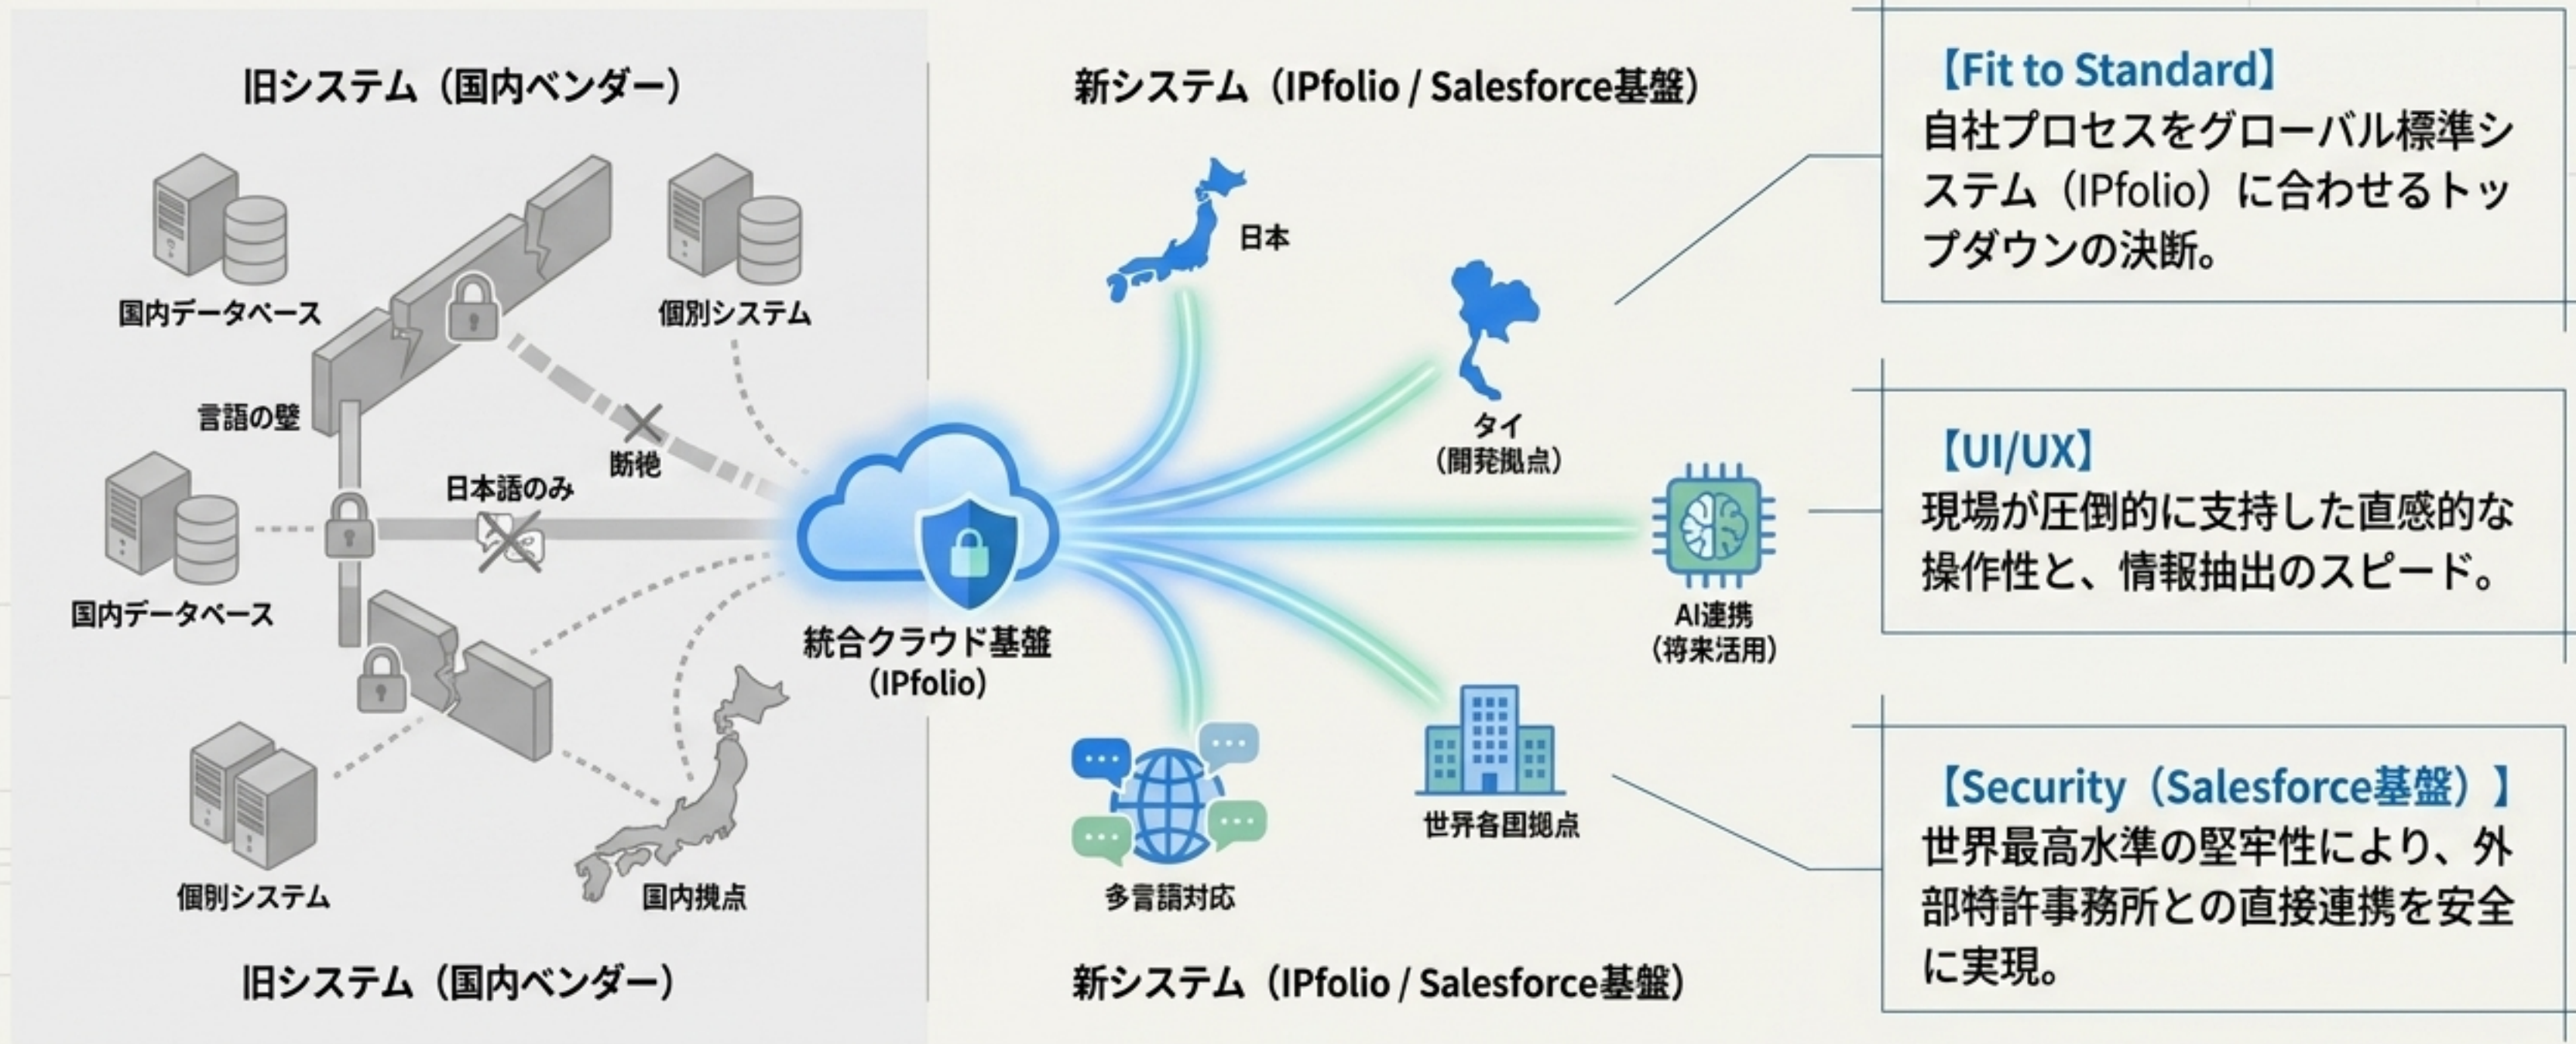 旧システム（国内ベンダー）
国内データベース
個別システム
言語の壁
断絶
日本語のみ
国内データベース
個別システム
国内拠点
旧システム（国内ベンダー）
統合クラウド基盤
（IPfolio）
新システム（IPfolio / Salesforce基盤）
日本
タイ
（開発拠点）
AI連携
（将来活用）
世界各国拠点
多言語対応
新システム（IPfolio / Salesforce基盤）
【Fit to Standard】
自社プロセスをグローバル標準シ
ステム（IPfolio）に合わせるトッ
プダウンの決断。
【UI/UX】
現場が圧倒的に支持した直感的な
操作性と、情報抽出のスピード。
【Security（Salesforce基盤）】
世界最高水準の堅牢性により、外
部特許事務所との直接連携を安全
に実現。